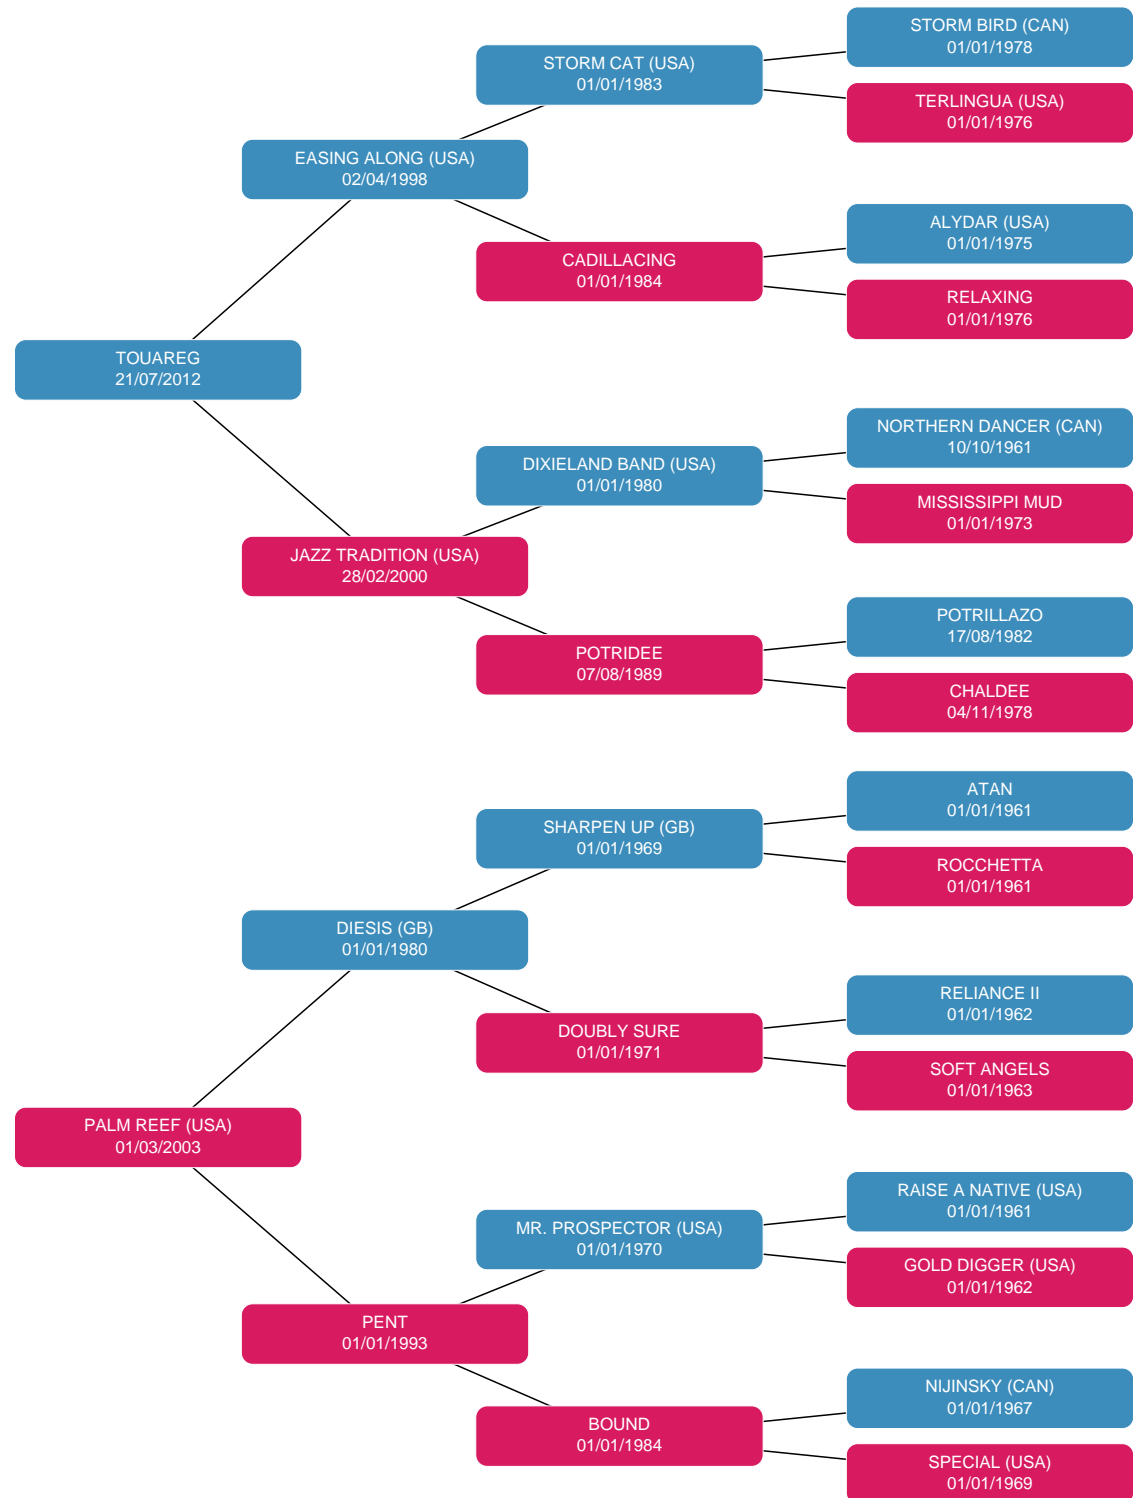 STORM BIRD (CAN)
01/01/1978
STORM CAT (USA)
01/01/1983
TERLINGUA (USA)
01/01/1976
EASING ALONG (USA)
02/04/1998
ALYDAR (USA)
01/01/1975
CADILLACING
01/01/1984
RELAXING
01/01/1976
TOUAREG
21/07/2012
NORTHERN DANCER (CAN)
10/10/1961
DIXIELAND BAND (USA)
01/01/1980
MISSISSIPPI MUD
01/01/1973
JAZZ TRADITION (USA)
28/02/2000
POTRILLAZO
17/08/1982
POTRIDEE
07/08/1989
CHALDEE
04/11/1978
ATAN
01/01/1961
SHARPEN UP (GB)
01/01/1969
ROCCHETTA
01/01/1961
DIESIS (GB)
01/01/1980
RELIANCE II
01/01/1962
DOUBLY SURE
01/01/1971
SOFT ANGELS
01/01/1963
PALM REEF (USA)
01/03/2003
RAISE A NATIVE (USA)
01/01/1961
MR. PROSPECTOR (USA)
01/01/1970
GOLD DIGGER (USA)
01/01/1962
PENT
01/01/1993
NIJINSKY (CAN)
01/01/1967
BOUND
01/01/1984
SPECIAL (USA)
01/01/1969